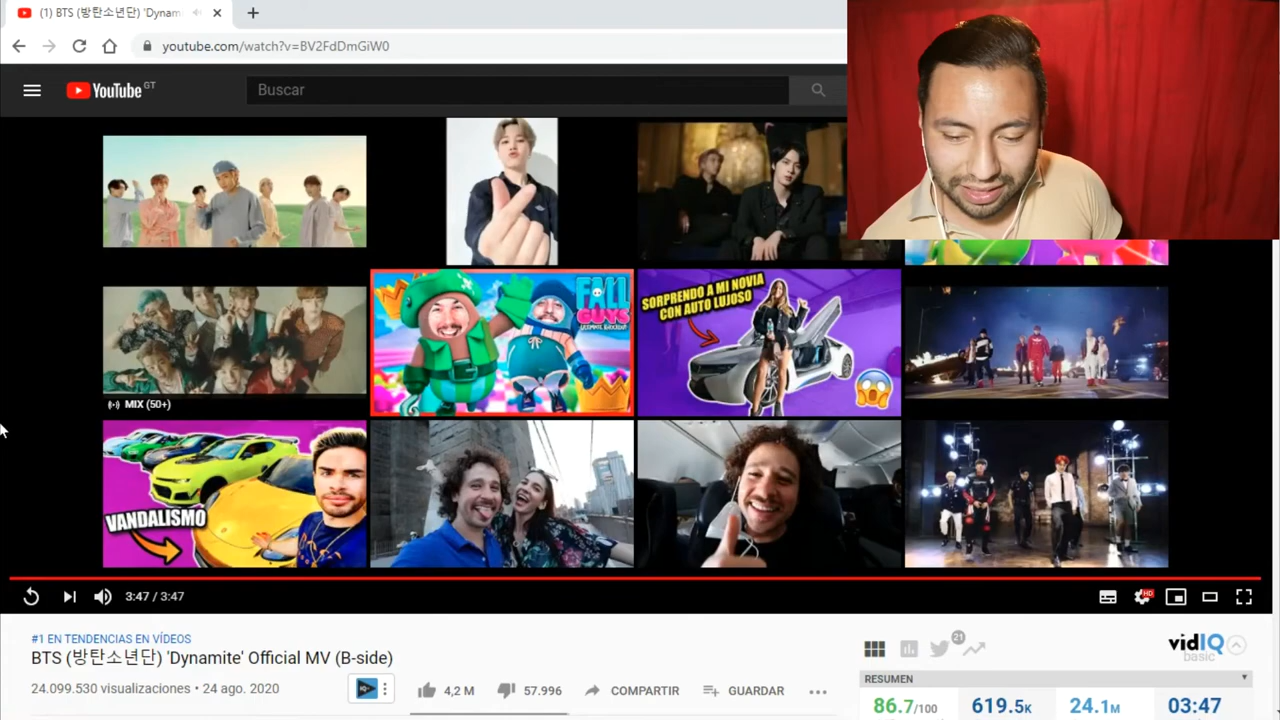 (1) BTS (방탄소년단) 'Dynam
youtube.com/watch?v=BV2FdDmGiW0
YouTube GT
Buscar
FALL GUYS
ULTIMATE KNOCKOUT
SORPRENDO A MI NOVIA
CON AUTO LUJOSO
MIX (50+)
VANDALISMO
3:47 / 3:47
HD
#1 EN TENDENCIAS EN VÍDEOS
BTS (방탄소년단) 'Dynamite' Official MV (B-side)
24.099.530 visualizaciones • 24 ago. 2020
4,2 M
57.996
COMPARTIR
GUARDAR
21
vidIQ
basic
RESUMEN
86.7/100
619.5K
24.1M
03:47